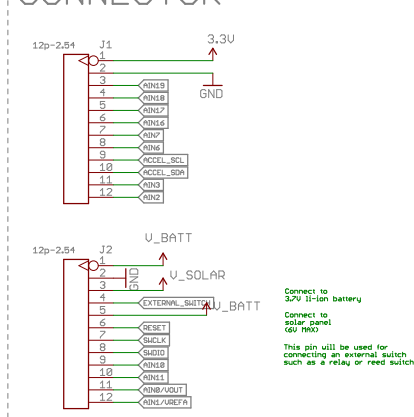 CONNECTOR
12p-2.54
J1
3.3V
1
2
GND
3 AIN19
4 AIN18
5 AIN17
6 AIN16
7 AIN7
8 AIN6
9 ACCEL_SCL
10 ACCEL_SDA
11 AIN3
12 AIN2
V_BATT
12p-2.54
J2
1
2 GND
V_SOLAR
3
4 EXTERNAL_SWITCH
5 V_BATT
6 RESET
7 SWCLK
8 SWDIO
9 AIN10
10 AIN11
11 AIN0/VOUT
12 AIN1/VREFA
Connect to
3.7V li-ion battery
Connect to
solar panel
(6V MAX)
This pin will be used for
connecting an external switch
such as a relay or reed switch